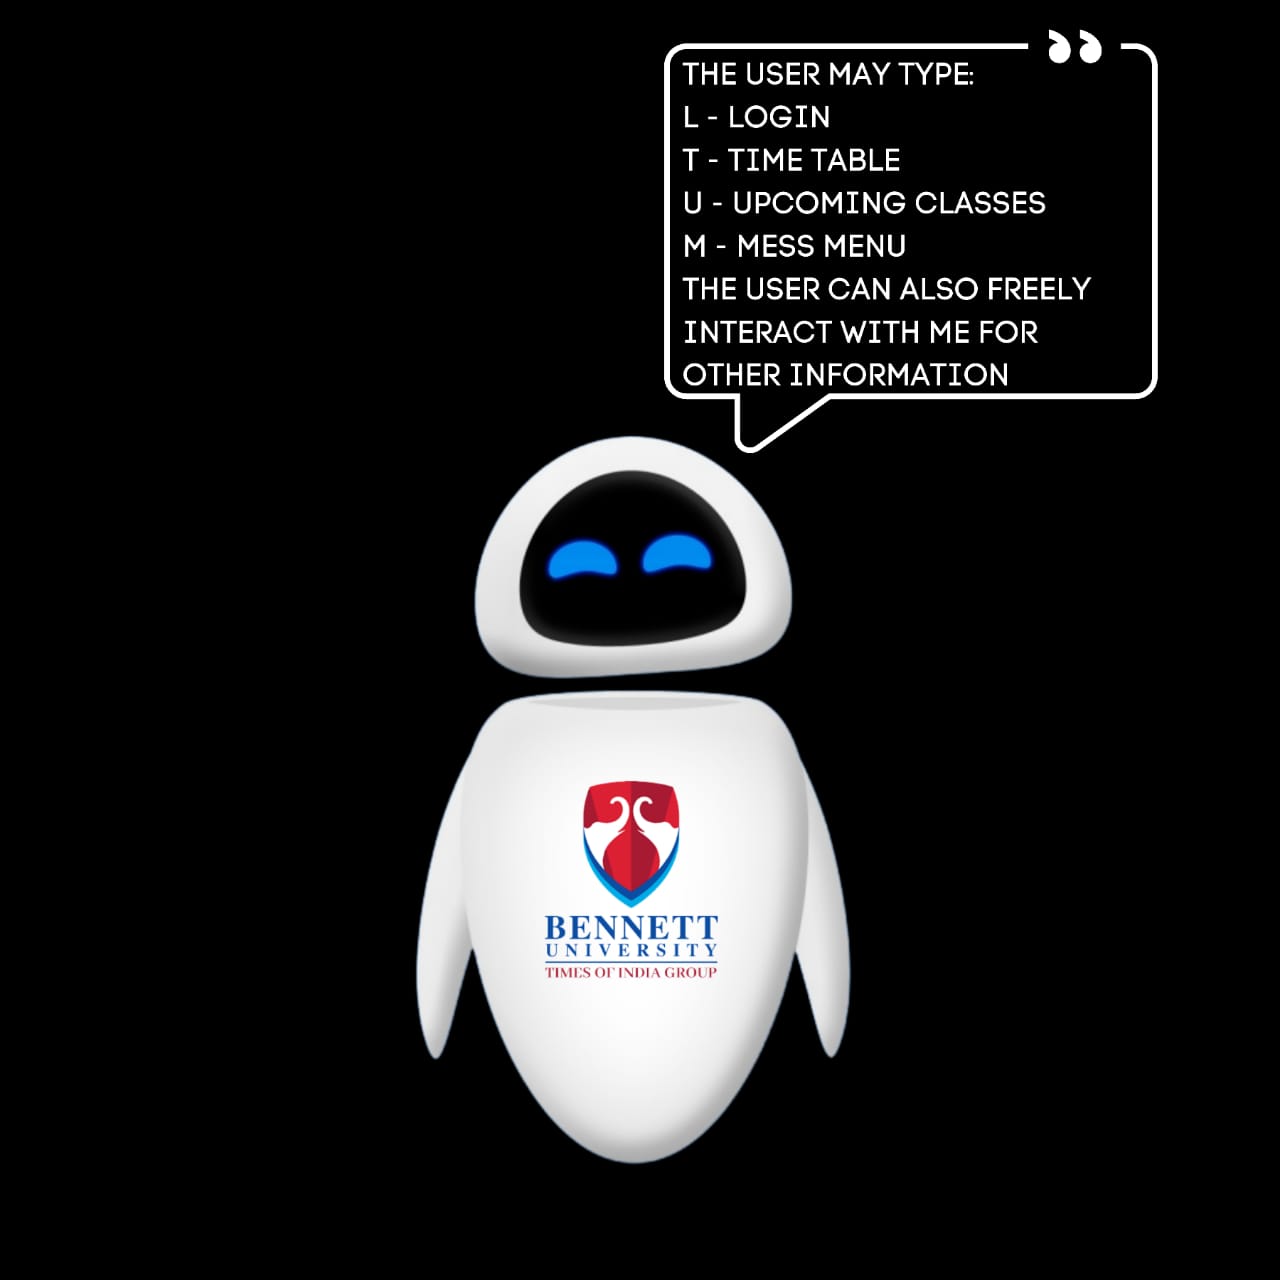 THE USER MAY TYPE:
L - LOGIN
T - TIME TABLE
U - UPCOMING CLASSES
M - MESS MENU
THE USER CAN ALSO FREELY
INTERACT WITH ME FOR
OTHER INFORMATION
BENNETT
UNIVERSITY
TIMES OF INDIA GROUP